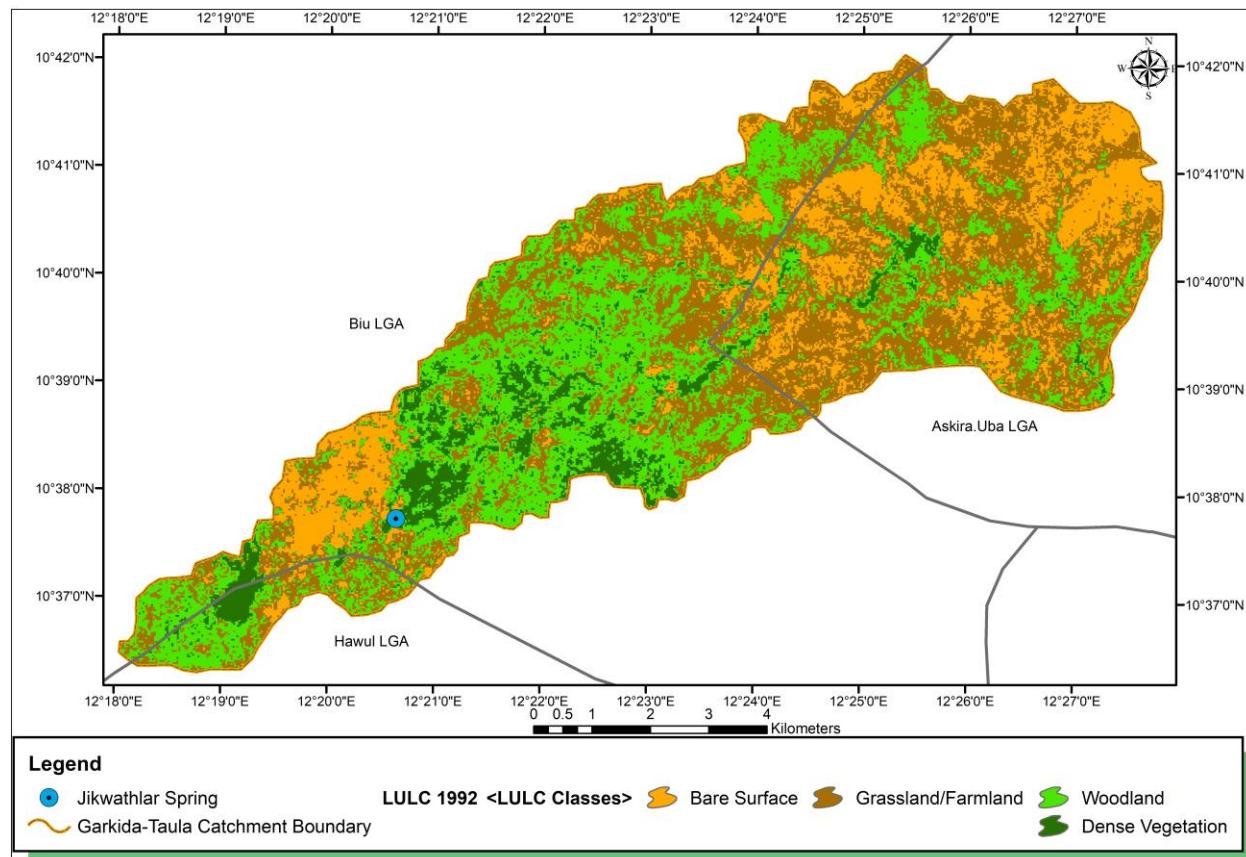 12°18'0"E 12°19'0"E 12°20'0"E 12°21'0"E 12°22'0"E 12°23'0"E 12°24'0"E 12°25'0"E 12°26'0"E 12°27'0"E
N
W E
S
10°42'0"N 10°42'0"N
10°41'0"N 10°41'0"N
10°40'0"N 10°40'0"N
Biu LGA
10°39'0"N 10°39'0"N
Askira.Uba LGA
10°38'0"N 10°38'0"N
10°37'0"N 10°37'0"N
Hawul LGA
12°18'0"E 12°19'0"E 12°20'0"E 12°21'0"E 12°22'0"E 12°23'0"E 12°24'0"E 12°25'0"E 12°26'0"E 12°27'0"E
0 0.5 1 2 3 4
Kilometers
Legend
Jikwathlar Spring LULC 1992 <LULC Classes> Bare Surface Grassland/Farmland Woodland
Garkida-Taula Catchment Boundary Dense Vegetation